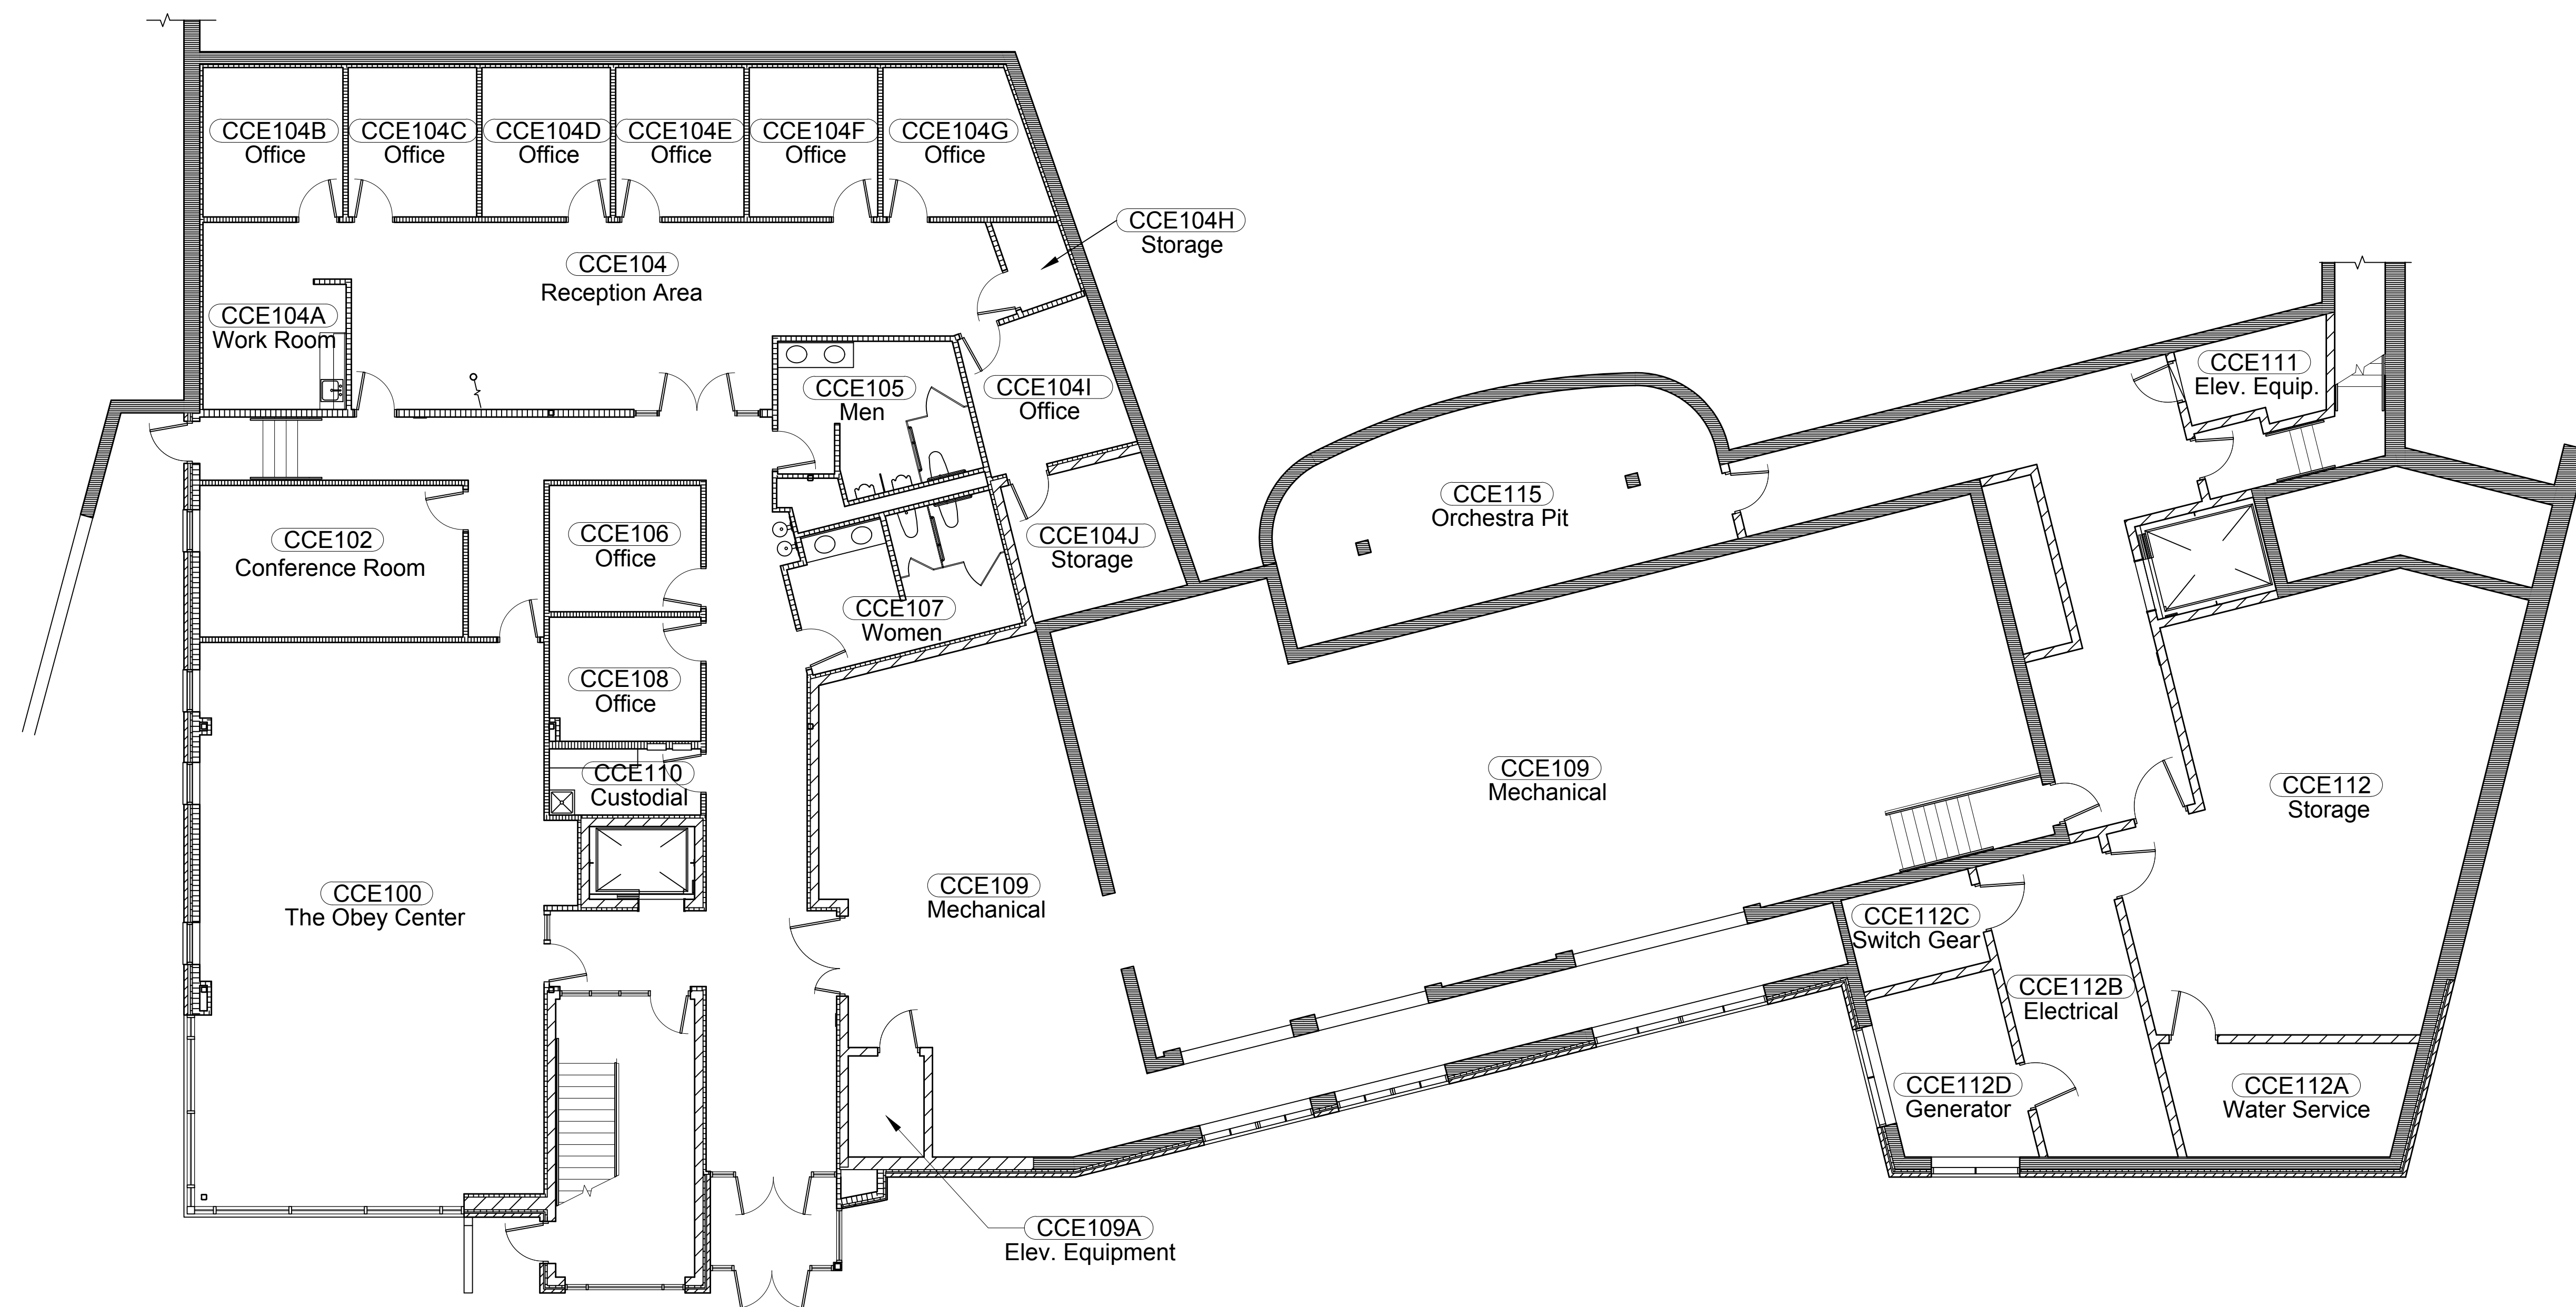 CCE104B
Office
CCE104C
Office
CCE104D
Office
CCE104E
Office
CCE104F
Office
CCE104G
Office
CCE104H
Storage
CCE104
Reception Area
CCE104A
Work Room
CCE105
Men
CCE104I
Office
CCE111
Elev. Equip.
CCE115
Orchestra Pit
CCE102
Conference Room
CCE106
Office
CCE104J
Storage
CCE107
Women
CCE108
Office
CCE110
Custodial
CCE109
Mechanical
CCE112
Storage
CCE100
The Obey Center
CCE109
Mechanical
CCE112C
Switch Gear
CCE112B
Electrical
CCE112D
Generator
CCE112A
Water Service
CCE109A
Elev. Equipment